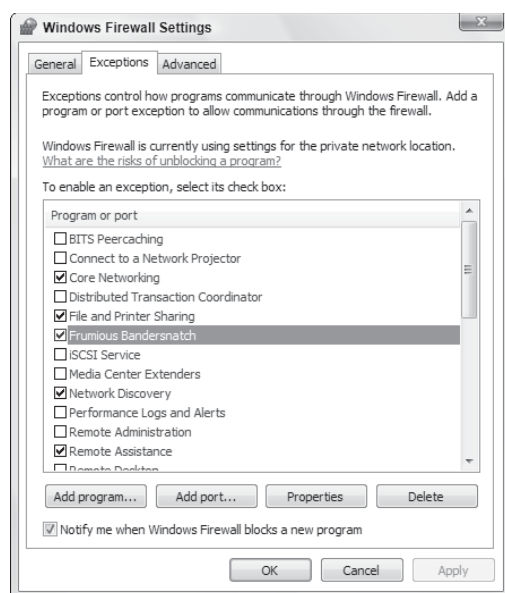 Windows Firewall Settings
General Exceptions Advanced
Exceptions control how programs communicate through Windows Firewall. Add a
program or port exception to allow communications through the firewall.
Windows Firewall is currently using settings for the private network location.
What are the risks of unblocking a program?
To enable an exception, select its check box:
Program or port
BITS Peercaching
Connect to a Network Projector
Core Networking
Distributed Transaction Coordinator
File and Printer Sharing
Frumious Bandersnatch
iSCSI Service
Media Center Extenders
Network Discovery
Performance Logs and Alerts
Remote Administration
Remote Assistance
Remote Desktop
Add program... Add port... Properties Delete
Notify me when Windows Firewall blocks a new program
OK Cancel Apply